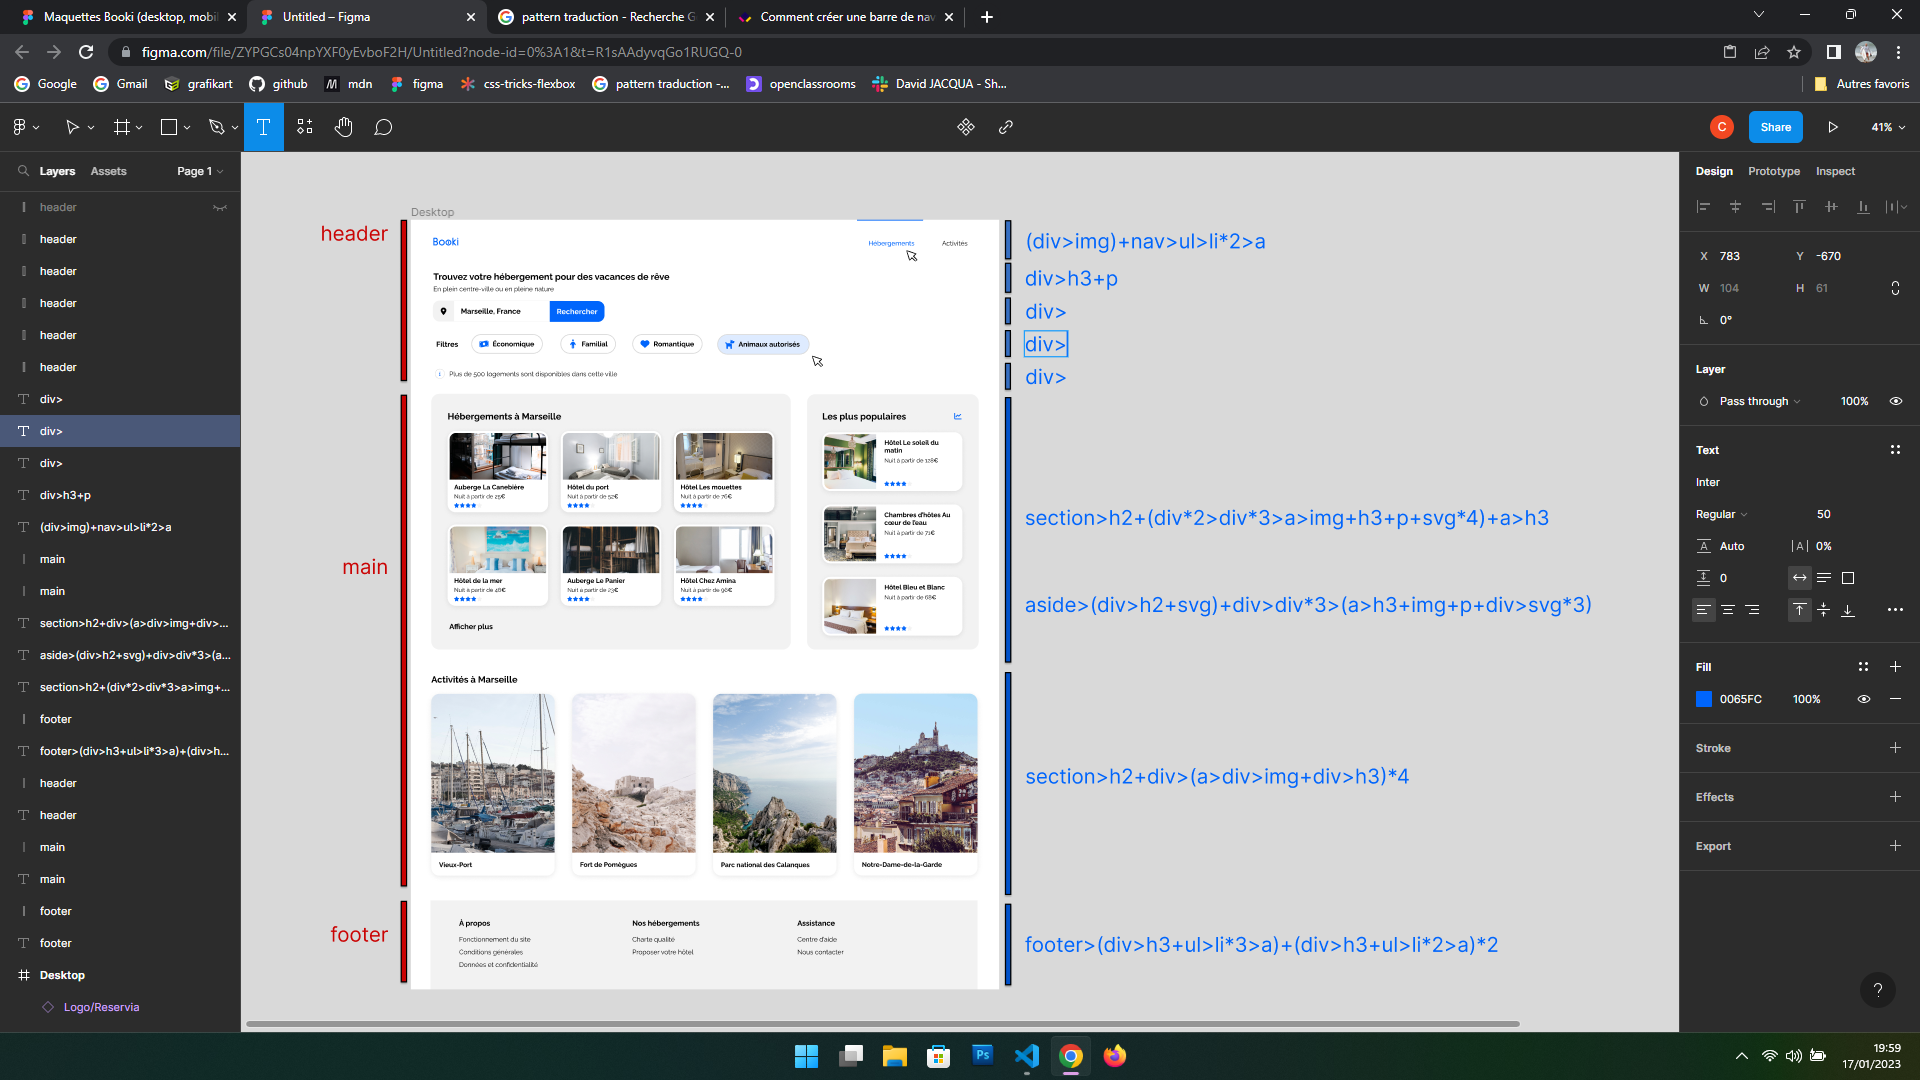 Maquettes Booki (desktop, mobil
Untitled – Figma
pattern traduction - Recherche G
Comment créer une barre de nav
figma.com/file/ZYPGCs04npYXF0yEvboF2H/Untitled?node-id=0%3A1&t=R1sAAdyvqGo1RUGQ-0
Google
Gmail
grafikart
github
mdn
figma
css-tricks-flexbox
pattern traduction -...
openclassrooms
David JACQUA - Sh...
Autres favoris
C
Share
41%
Layers
Assets
Page 1
header
header
header
header
header
header
div>
div>
div>
div>h3+p
(div>img)+nav>ul>li*2>a
main
main
section>h2+div>(a>div>img+div>...
aside>(div>h2+svg)+div>div*3>(a...
section>h2+(div*2>div*3>a>img+...
footer
footer>(div>h3+ul>li*3>a)+(div>h...
header
header
main
main
footer
footer
Desktop
Logo/Reservia
Desktop
header
main
footer
Booki
Hébergements
Activités
Trouvez votre hébergement pour des vacances de rêve
En plein centre-ville ou en pleine nature
Marseille, France
Rechercher
Filtres
Économique
Familial
Romantique
Animaux autorisés
Plus de 500 logements sont disponibles dans cette ville
Hébergements à Marseille
Auberge La Canebière
Nuit à partir de 25€
Hôtel du port
Nuit à partir de 52€
Hôtel Les mouettes
Nuit à partir de 76€
Hôtel de la mer
Nuit à partir de 46€
Auberge Le Panier
Nuit à partir de 23€
Hôtel Chez Amina
Nuit à partir de 96€
Afficher plus
Les plus populaires
Hôtel Le soleil du
matin
Nuit à partir de 128€
Chambres d'hôtes Au
cœur de l'eau
Nuit à partir de 71€
Hôtel Bleu et Blanc
Nuit à partir de 68€
Activités à Marseille
Vieux-Port
Fort de Pomègues
Parc national des Calanques
Notre-Dame-de-la-Garde
À propos
Fonctionnement du site
Conditions générales
Données et confidentialité
Nos hébergements
Charte qualité
Proposer votre hôtel
Assistance
Centre d'aide
Nous contacter
(div>img)+nav>ul>li*2>a
div>h3+p
div>
div>
div>
section>h2+(div*2>div*3>a>img+h3+p+svg*4)+a>h3
aside>(div>h2+svg)+div>div*3>(a>h3+img+p+div>svg*3)
section>h2+div>(a>div>img+div>h3)*4
footer>(div>h3+ul>li*3>a)+(div>h3+ul>li*2>a)*2
Design
Prototype
Inspect
X 783
Y -670
W 104
H 61
0°
Layer
Pass through
100%
Text
Inter
Regular
50
Auto
0%
0
Fill
0065FC
100%
Stroke
Effects
Export
?
Ps
19:59
17/01/2023